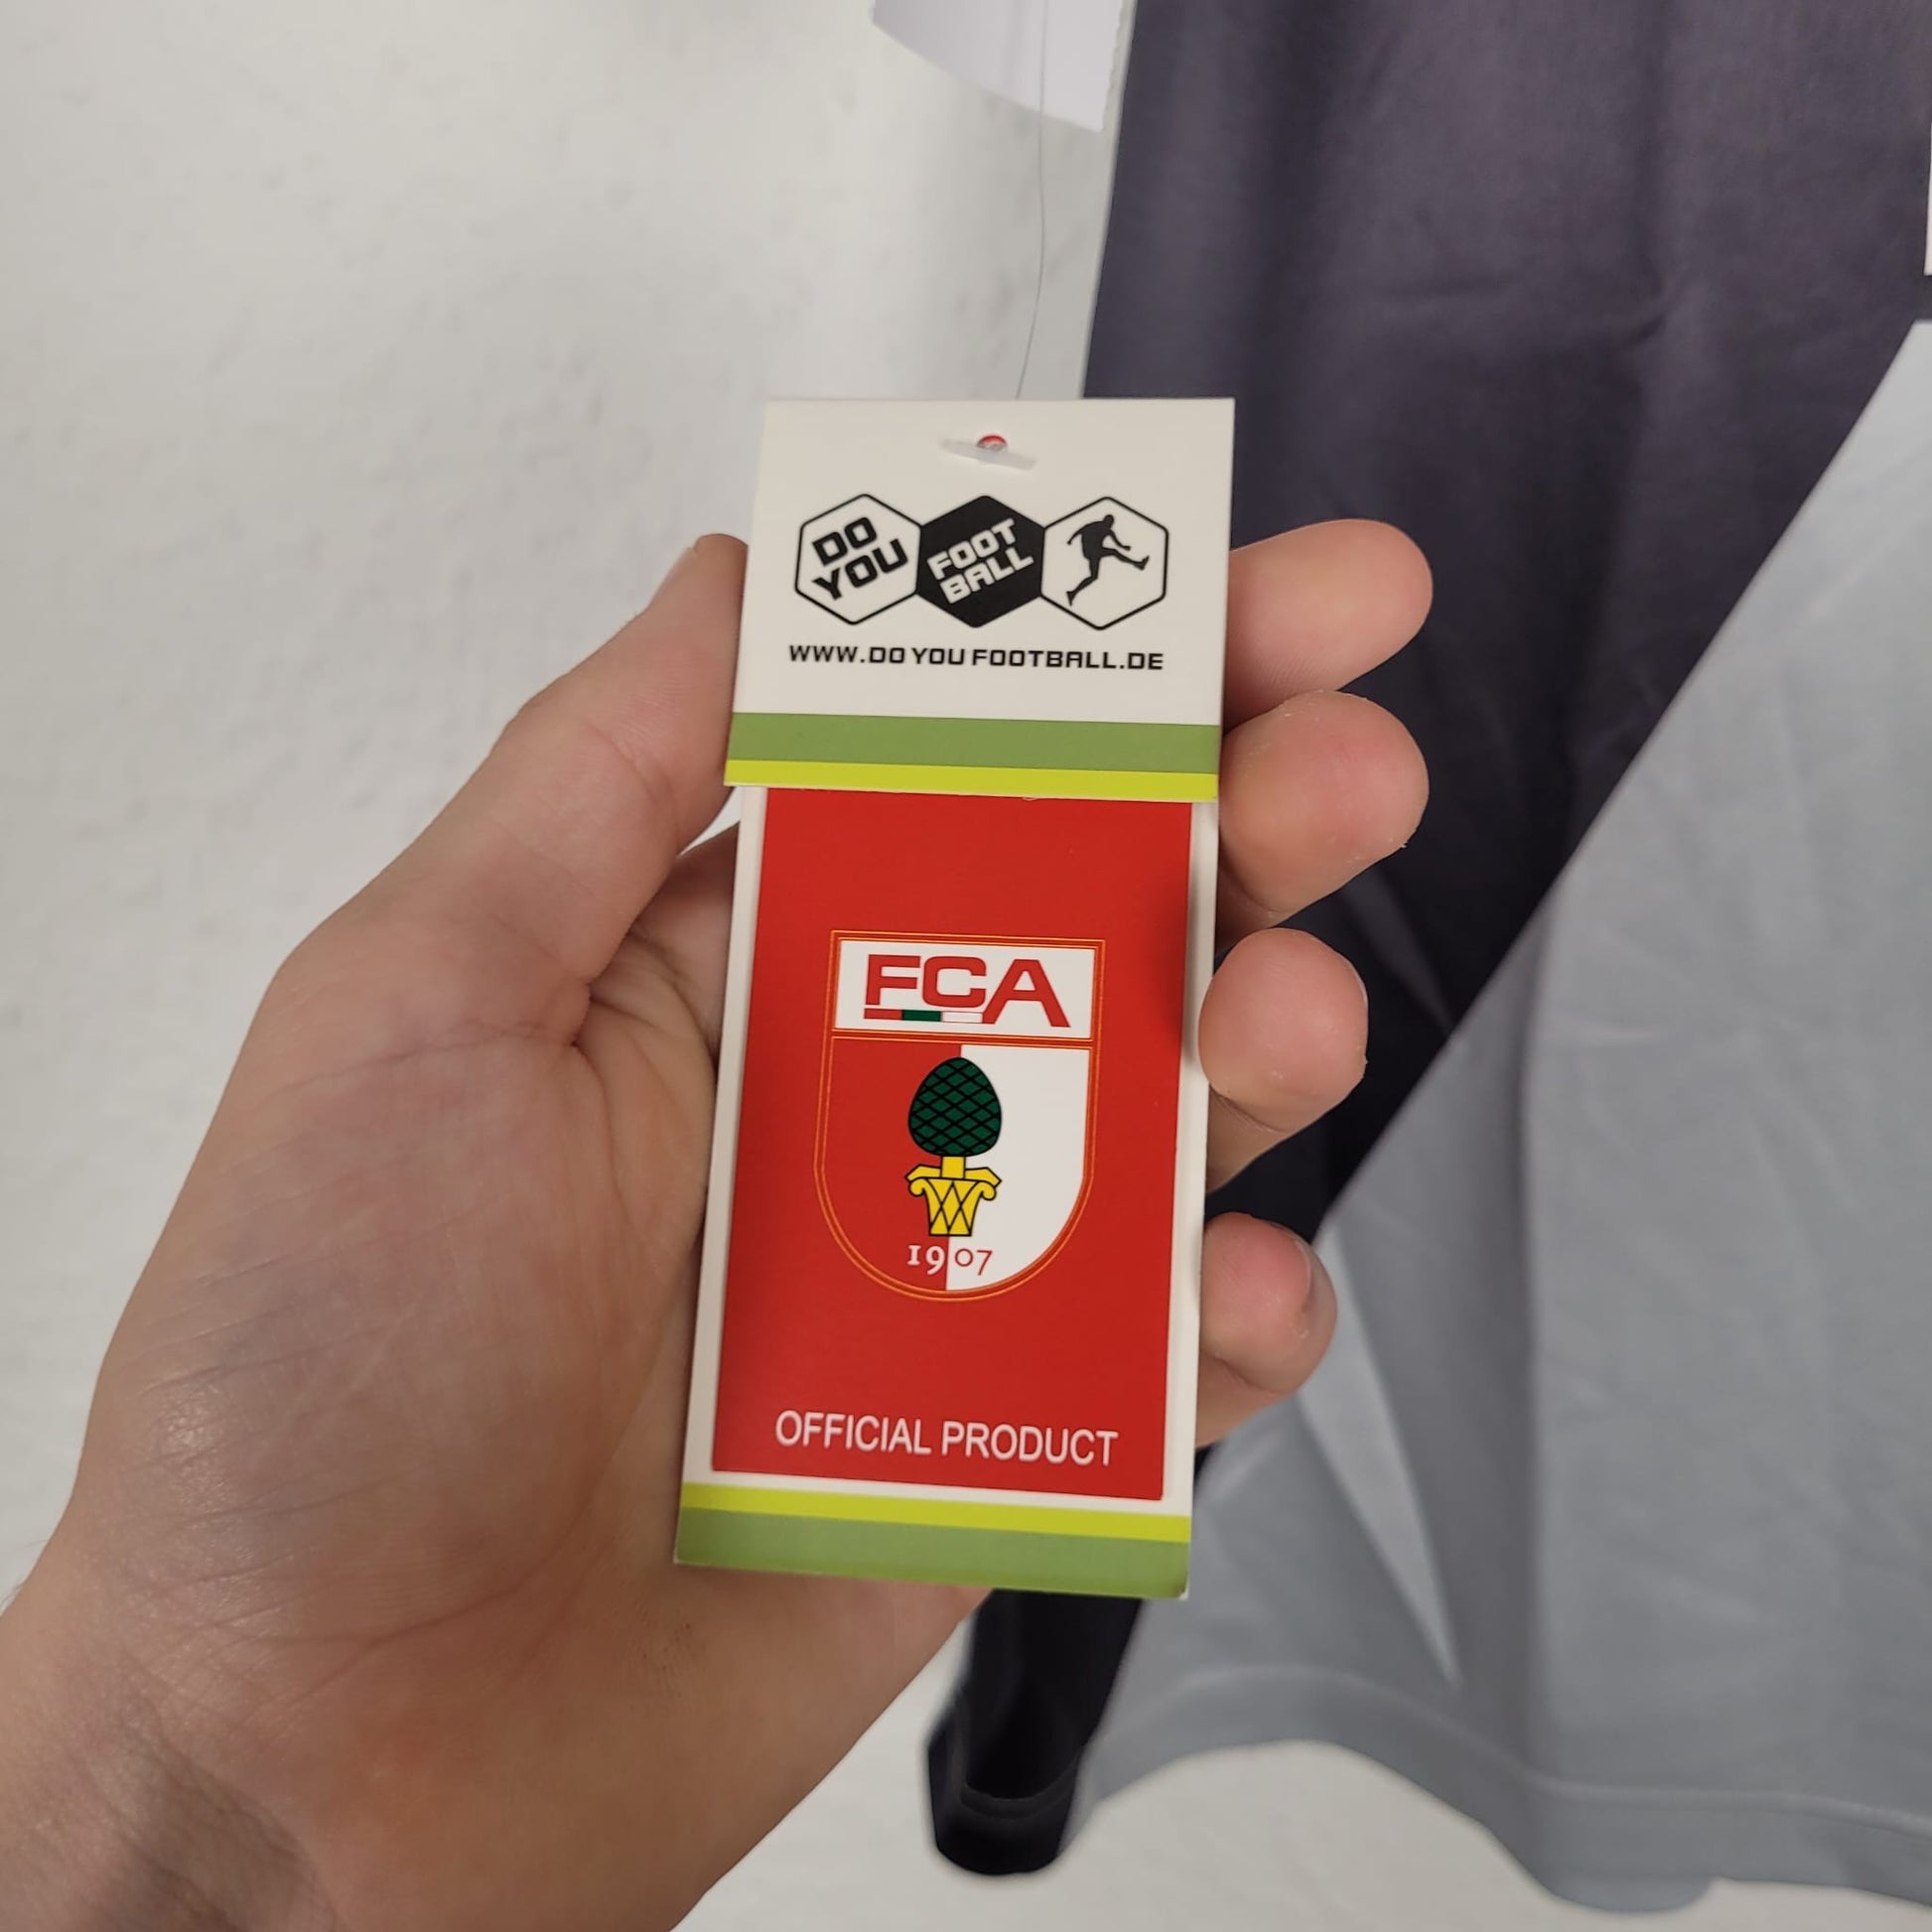 DO
YOU
FOOT
BALL
WWW.DOYOUFOOTBALL.DE
FCA
1907
OFFICIAL PRODUCT